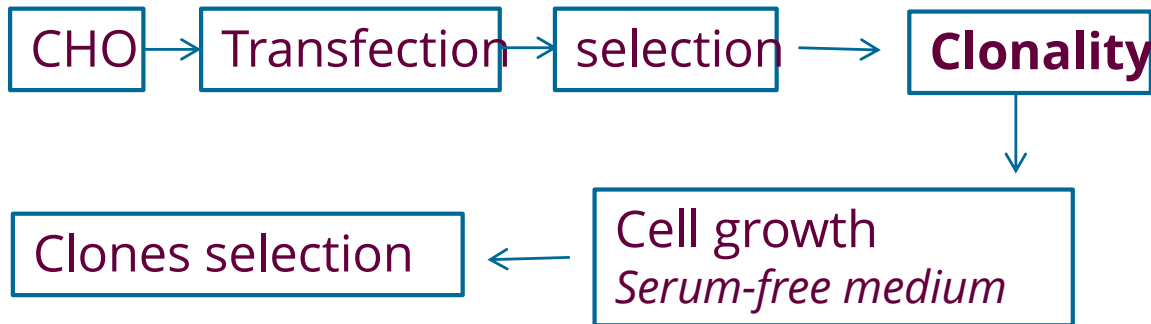 CHO
Transfection
selection
Clonality
Cell growth
Serum-free medium
Clones selection